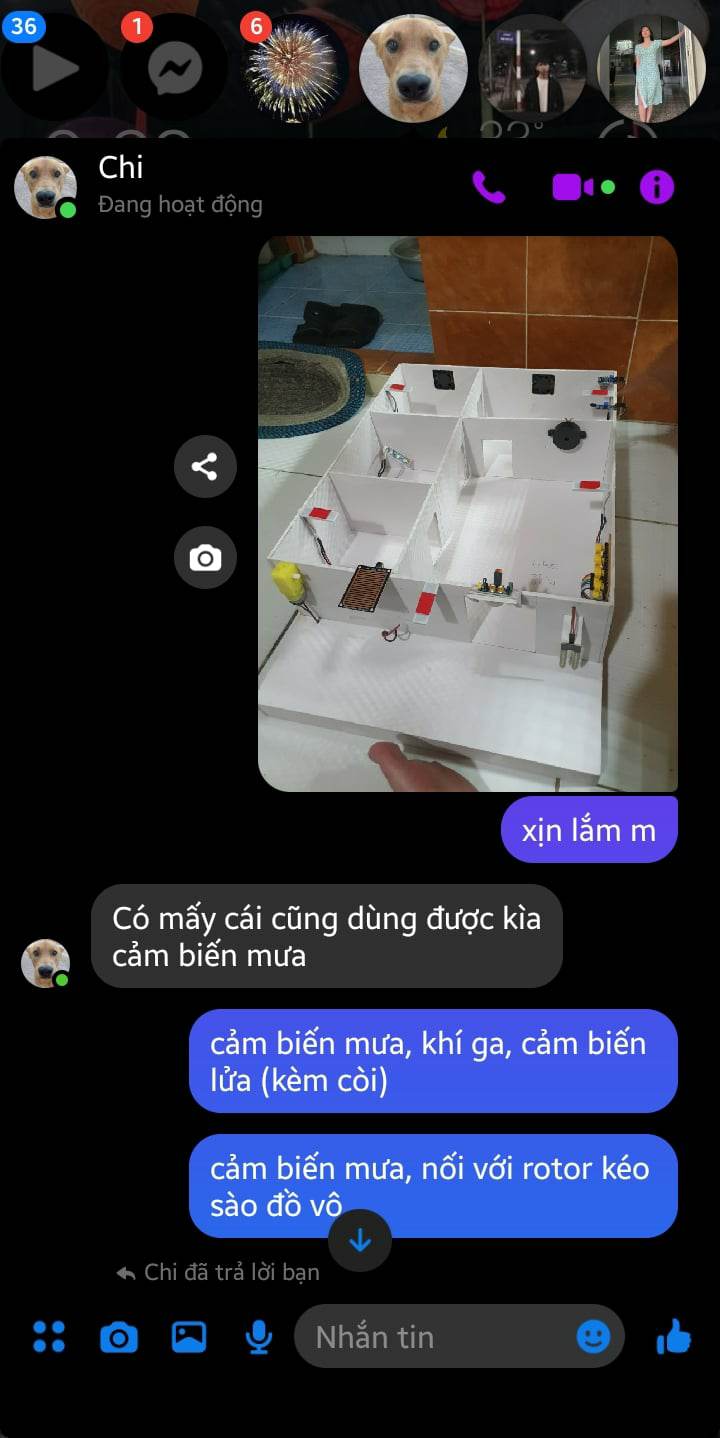 36
1
6
33°
Chi
Đang hoạt động
xịn lắm m
Có mấy cái cũng dùng được kìa
cảm biến mưa
cảm biến mưa, khí ga, cảm biến
lửa (kèm còi)
cảm biến mưa, nối với rotor kéo
sào đồ vô
Chi đã trả lời bạn
Nhắn tin